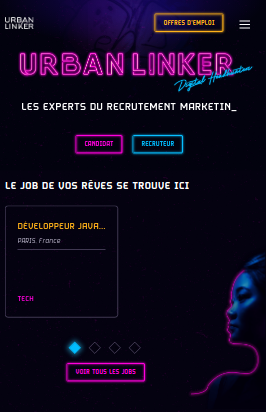 URBAN
LINKER
OFFRES D'EMPLOI
URBAN LINKER
Digital Headhunter
LES EXPERTS DU RECRUTEMENT MARKETIN_
CANDIDAT
RECRUTEUR
LE JOB DE VOS RÊVES SE TROUVE ICI
DÉVELOPPEUR JAVA...
PARIS, France
TECH
VOIR TOUS LES JOBS